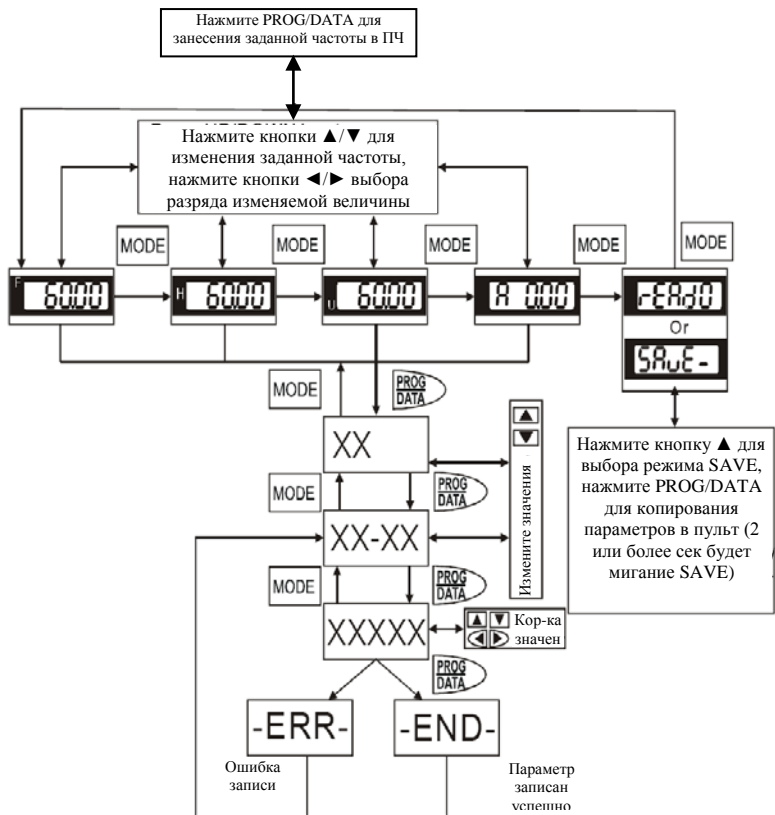 Нажмите PROG/DATA для
занесения заданной частоты в ПЧ
Нажмите кнопки ▲/▼ для
изменения заданной частоты,
нажмите кнопки ◄/► выбора
разряда изменяемой величины
MODE
MODE
MODE
MODE
MODE
F 60.00
H 60.00
U 60.00
A 0.00
rEAd0
Or
SAuE-
MODE
PROG
DATA
XX
MODE
PROG
DATA
XX-XX
Измените значения
MODE
PROG
DATA
XXXXX
▲ ▼ Кор-ка
◄ ► значен
PROG
DATA
-ERR-
-END-
Ошибка
записи
Параметр
записан
успешно
Нажмите кнопку ▲ для
выбора режима SAVE,
нажмите PROG/DATA
для копирования
параметров в пульт (2
или более сек будет
мигание SAVE)